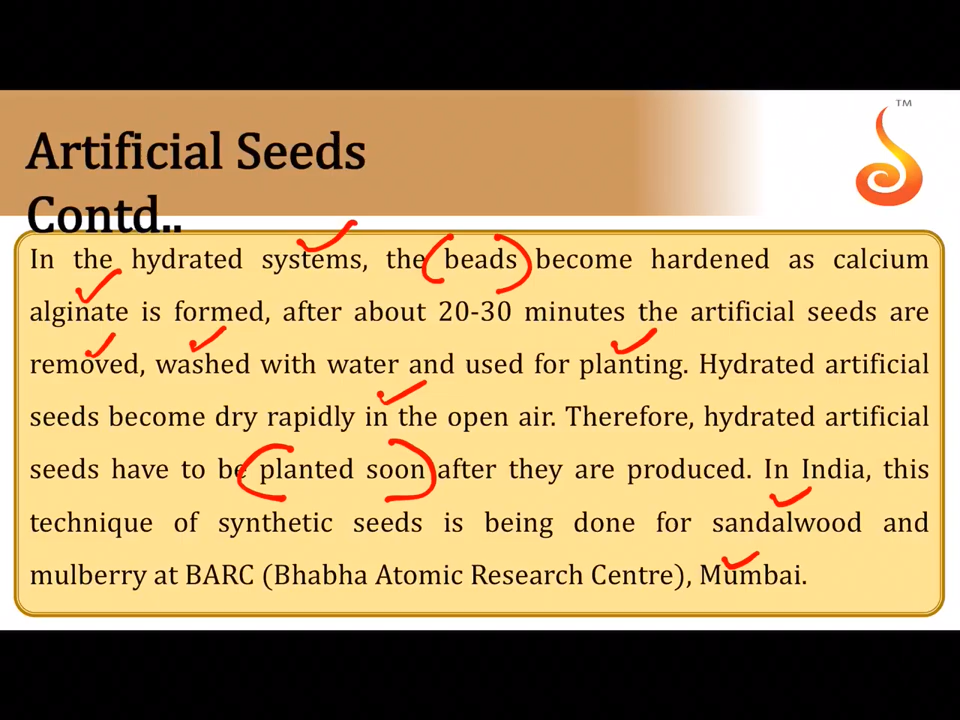 TM
Artificial Seeds
Contd..
In the hydrated systems, the beads become hardened as calcium
alginate is formed, after about 20-30 minutes the artificial seeds are
removed, washed with water and used for planting. Hydrated artificial
seeds become dry rapidly in the open air. Therefore, hydrated artificial
seeds have to be planted soon after they are produced. In India, this
technique of synthetic seeds is being done for sandalwood and
mulberry at BARC (Bhabha Atomic Research Centre), Mumbai.